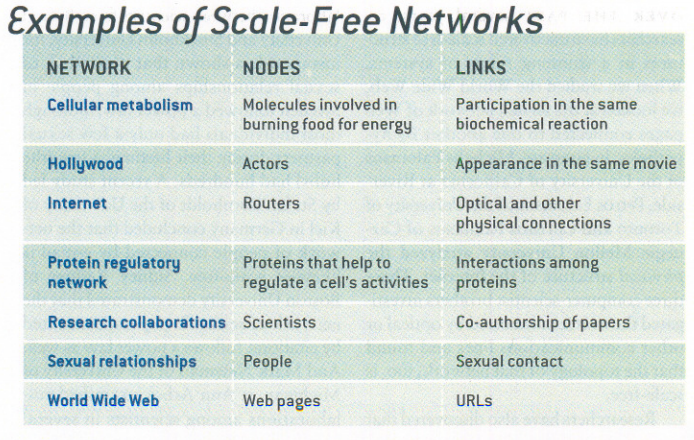 Examples of Scale-Free Networks
NETWORK NODES LINKS
Cellular metabolism Molecules involved in Participation in the same
burning food for energy biochemical reaction
Hollywood Actors Appearance in the same movie
Internet Routers Optical and other
physical connections
Protein regulatory Proteins that help to Interactions among
network regulate a cell's activities proteins
Research collaborations Scientists Co-authorship of papers
Sexual relationships People Sexual contact
World Wide Web Web pages URLs